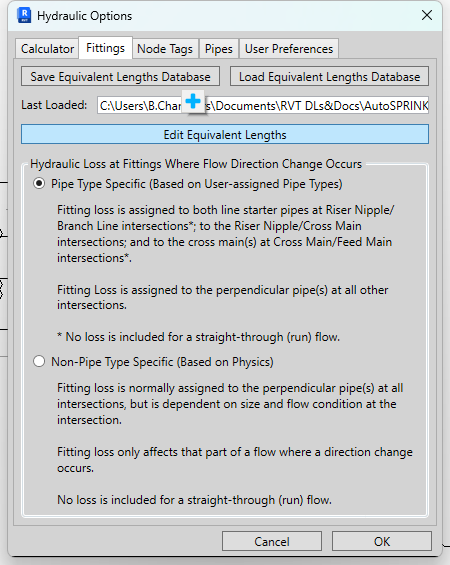 R
RVT
Hydraulic Options
Calculator
Fittings
Node Tags
Pipes
User Preferences
Save Equivalent Lengths Database
Load Equivalent Lengths Database
Last Loaded:
C:\Users\B.Char s\Documents\RVT DLs&Docs\AutoSPRINK
Edit Equivalent Lengths
Hydraulic Loss at Fittings Where Flow Direction Change Occurs
Pipe Type Specific (Based on User-assigned Pipe Types)
Fitting loss is assigned to both line starter pipes at Riser Nipple/
Branch Line intersections*; to the Riser Nipple/Cross Main
intersections; and to the cross main(s) at Cross Main/Feed Main
intersections*.
Fitting Loss is assigned to the perpendicular pipe(s) at all other
intersections.
* No loss is included for a straight-through (run) flow.
Non-Pipe Type Specific (Based on Physics)
Fitting loss is normally assigned to the perpendicular pipe(s) at all
intersections, but is dependent on size and flow condition at the
intersection.
Fitting loss only affects that part of a flow where a direction change
occurs.
No loss is included for a straight-through (run) flow.
Cancel
OK